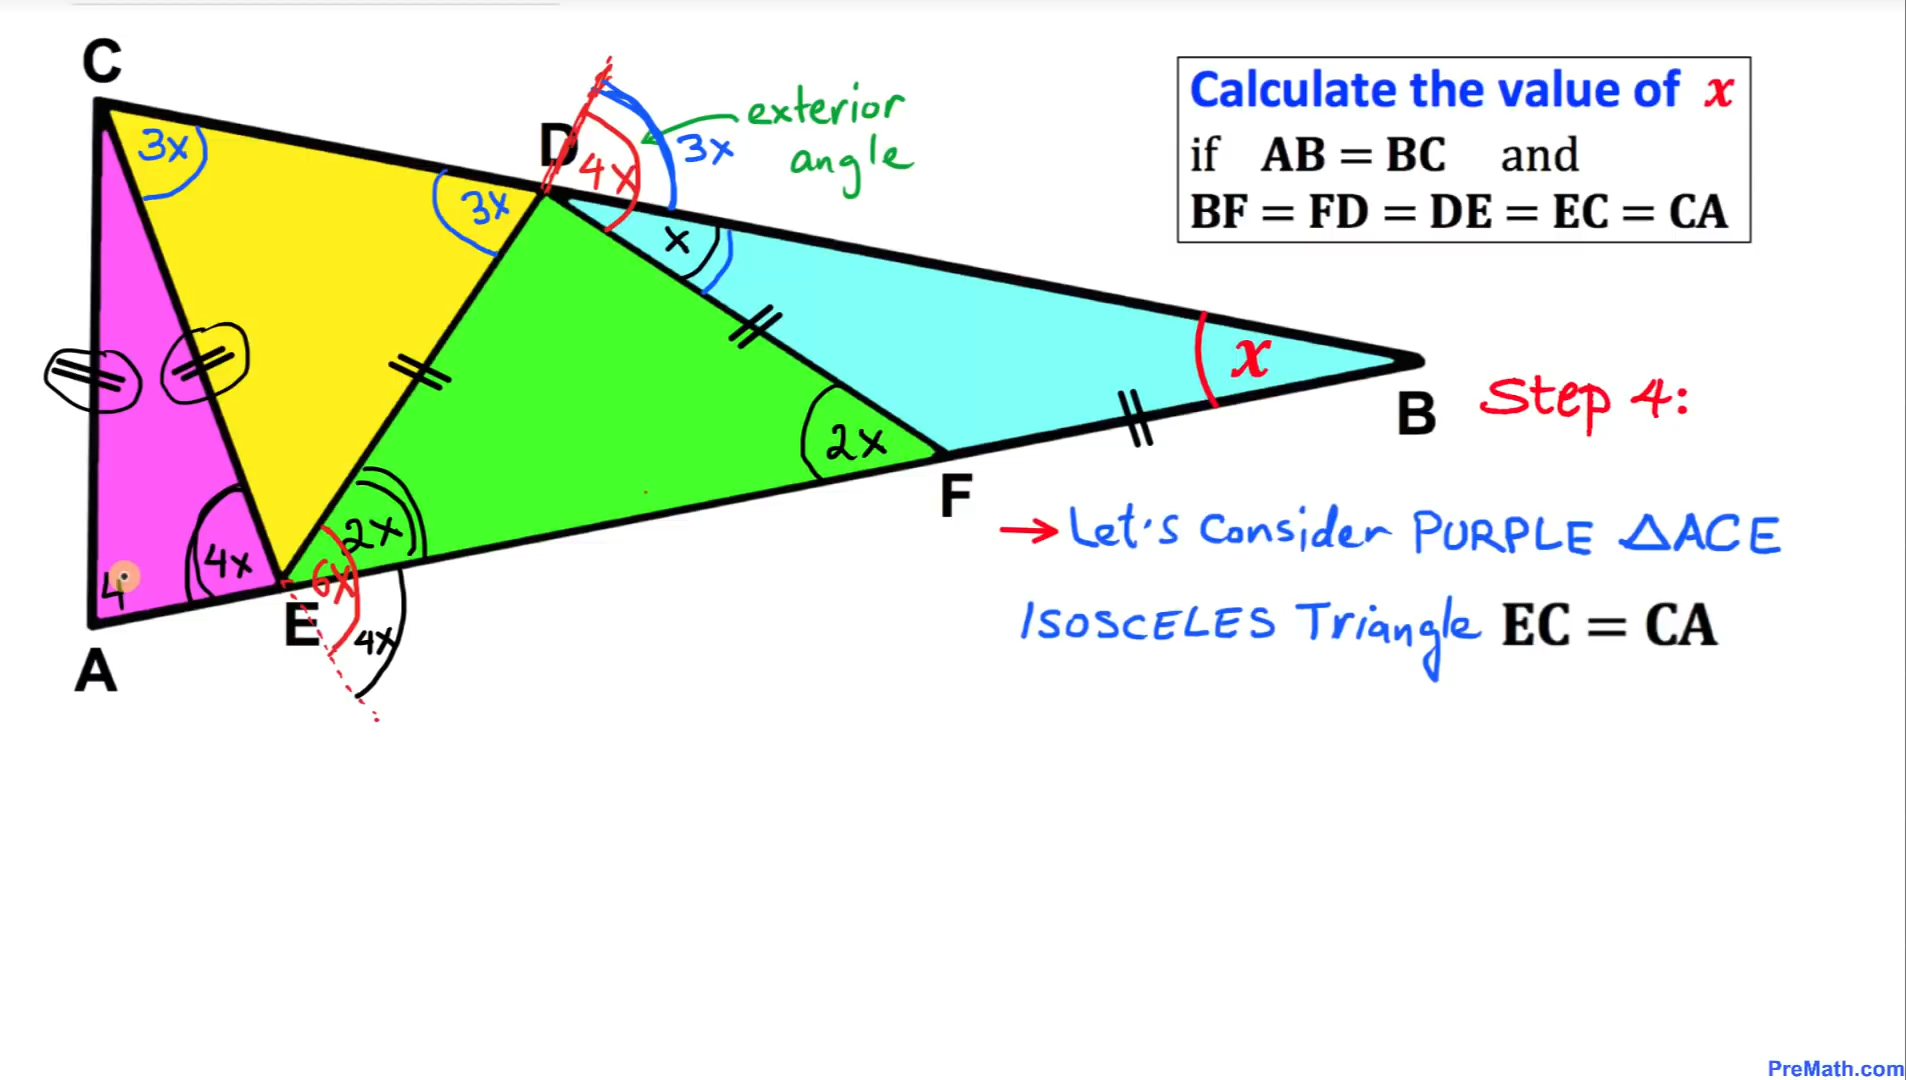 C
D
exterior
angle
3x
3x
4x
3x
x
x
2x
2x
4x
4
6x
4x
A
E
F
B
Calculate the value of x
if AB = BC and
BF = FD = DE = EC = CA
Step 4:
→ Let's Consider PURPLE ΔACE
ISOSCELES Triangle EC = CA
PreMath.com